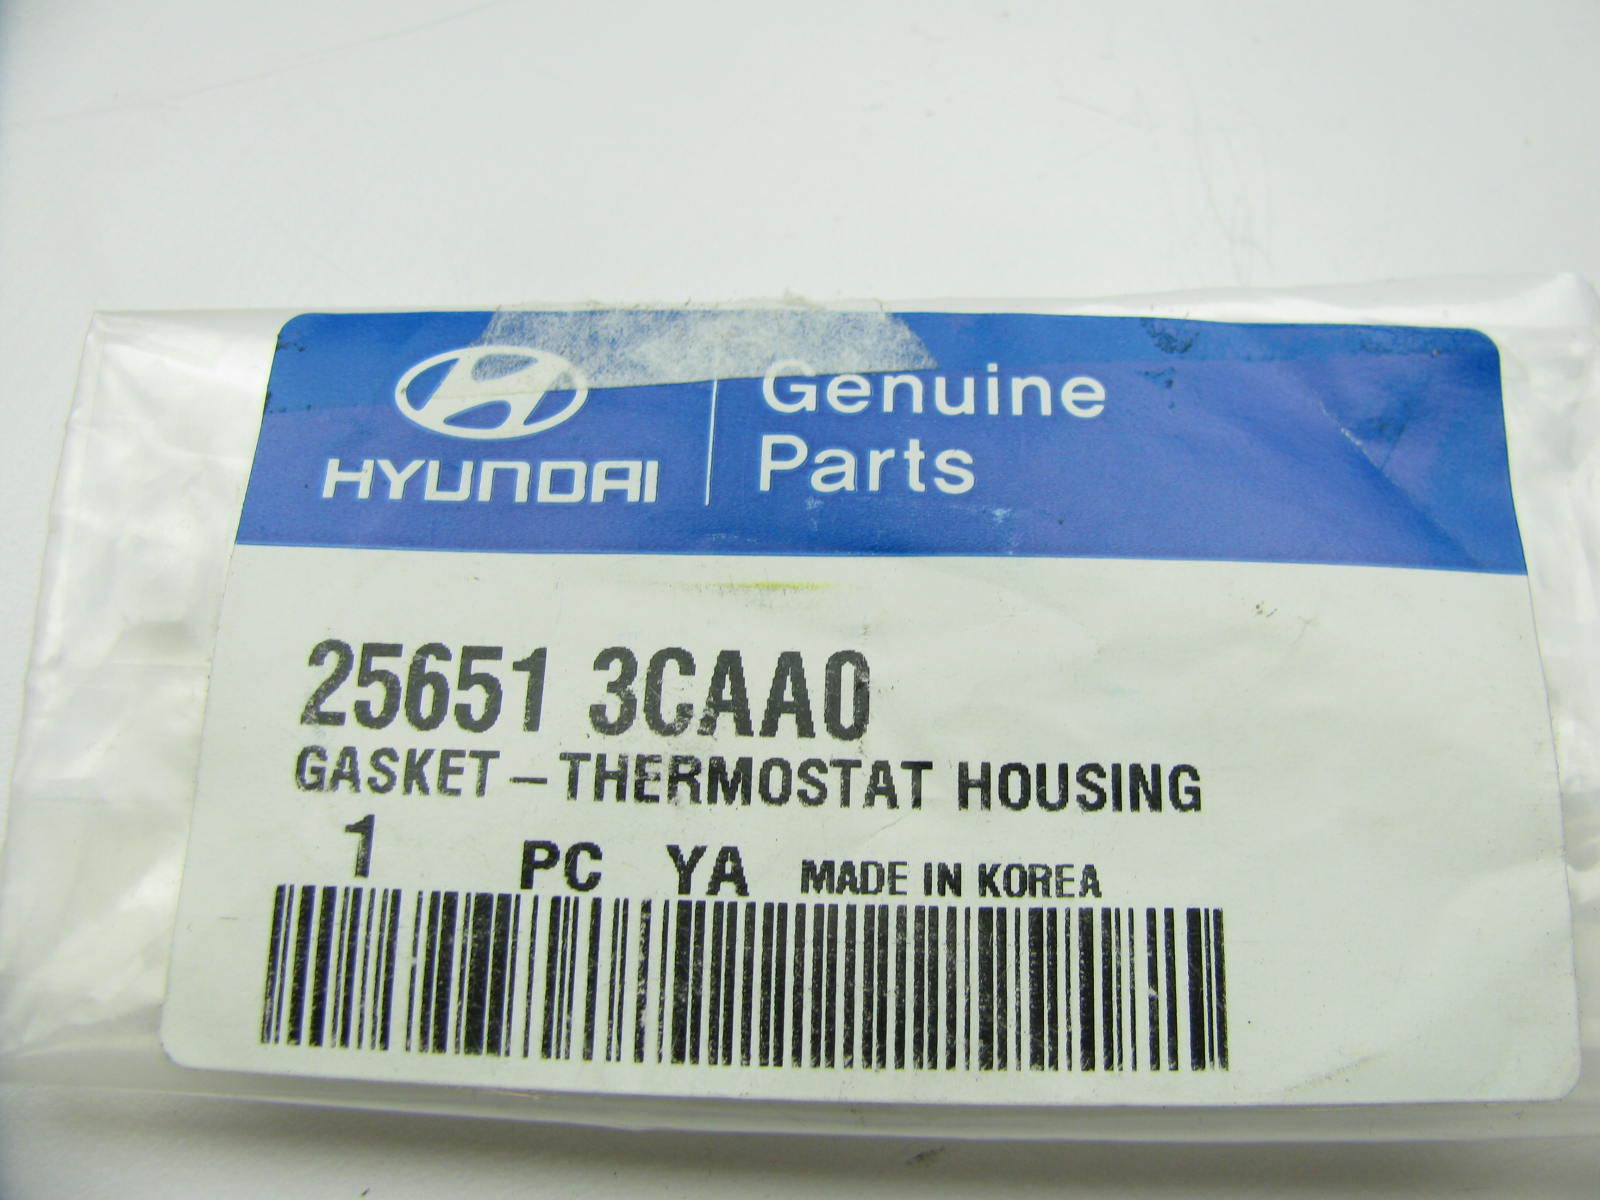 HYUNDAI
Genuine
Parts
25651 3CAA0
GASKET-THERMOSTAT HOUSING
1 PC YA MADE IN KOREA